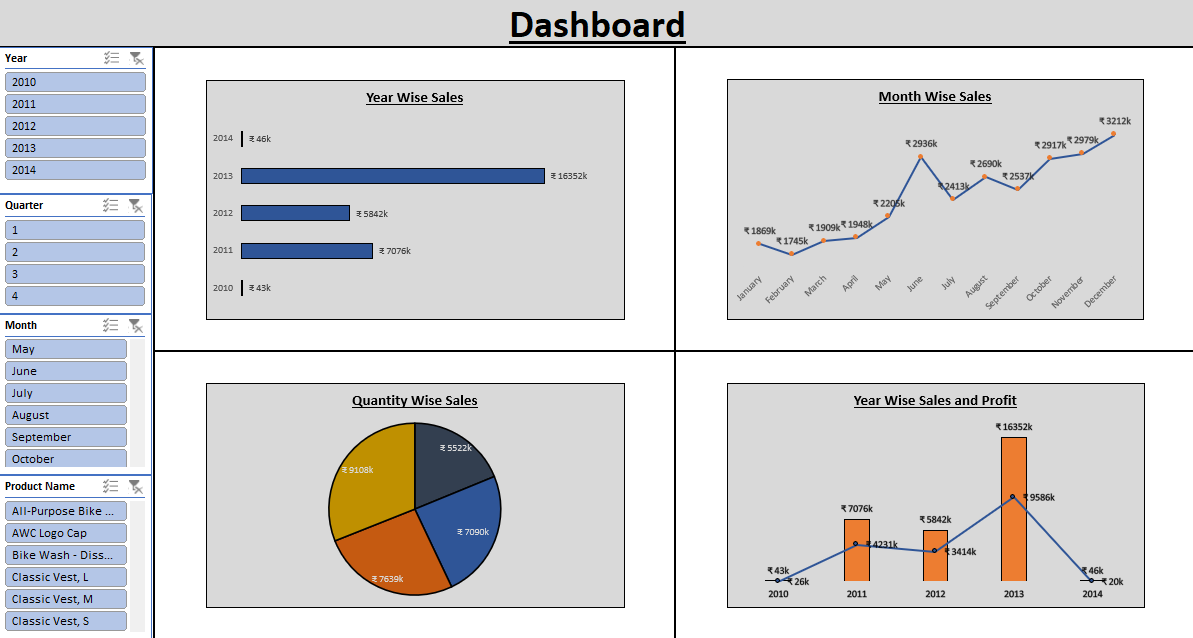 Dashboard
Year
2010
2011
2012
2013
2014
Quarter
1
2
3
4
Month
May
June
July
August
September
October
Product Name
All-Purpose Bike ...
AWC Logo Cap
Bike Wash - Diss...
Classic Vest, L
Classic Vest, M
Classic Vest, S
Year Wise Sales
2014 ₹ 46k
2013 ₹ 16352k
2012 ₹ 5842k
2011 ₹ 7076k
2010 ₹ 43k
Month Wise Sales
₹ 1869k
₹ 1745k
₹ 1909k
₹ 1948k
₹ 2205k
₹ 2936k
₹ 2413k
₹ 2690k
₹ 2537k
₹ 2917k
₹ 2979k
₹ 3212k
January
February
March
April
May
June
July
August
September
October
November
December
Quantity Wise Sales
₹ 5522k
₹ 9108k
₹ 7090k
₹ 7639k
Year Wise Sales and Profit
₹ 16352k
₹ 9586k
₹ 7076k
₹ 5842k
₹ 4231k
₹ 3414k
₹ 43k
₹ 26k
₹ 46k
₹ 20k
2010 2011 2012 2013 2014